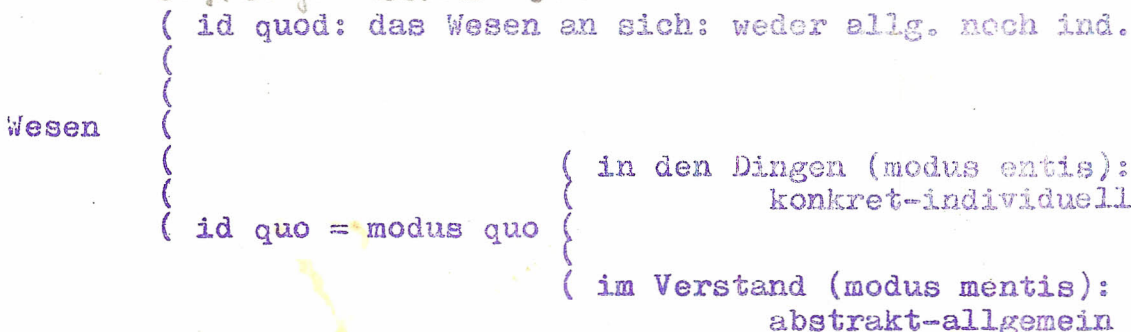 ( id quod: das Wesen an sich: weder allg. noch ind.
(
(
Wesen (
( ( in den Dingen (modus entis):
( ( konkret-individuell
( id quo = modus quo (
(
( im Verstand (modus mentis):
abstrakt-allgemein